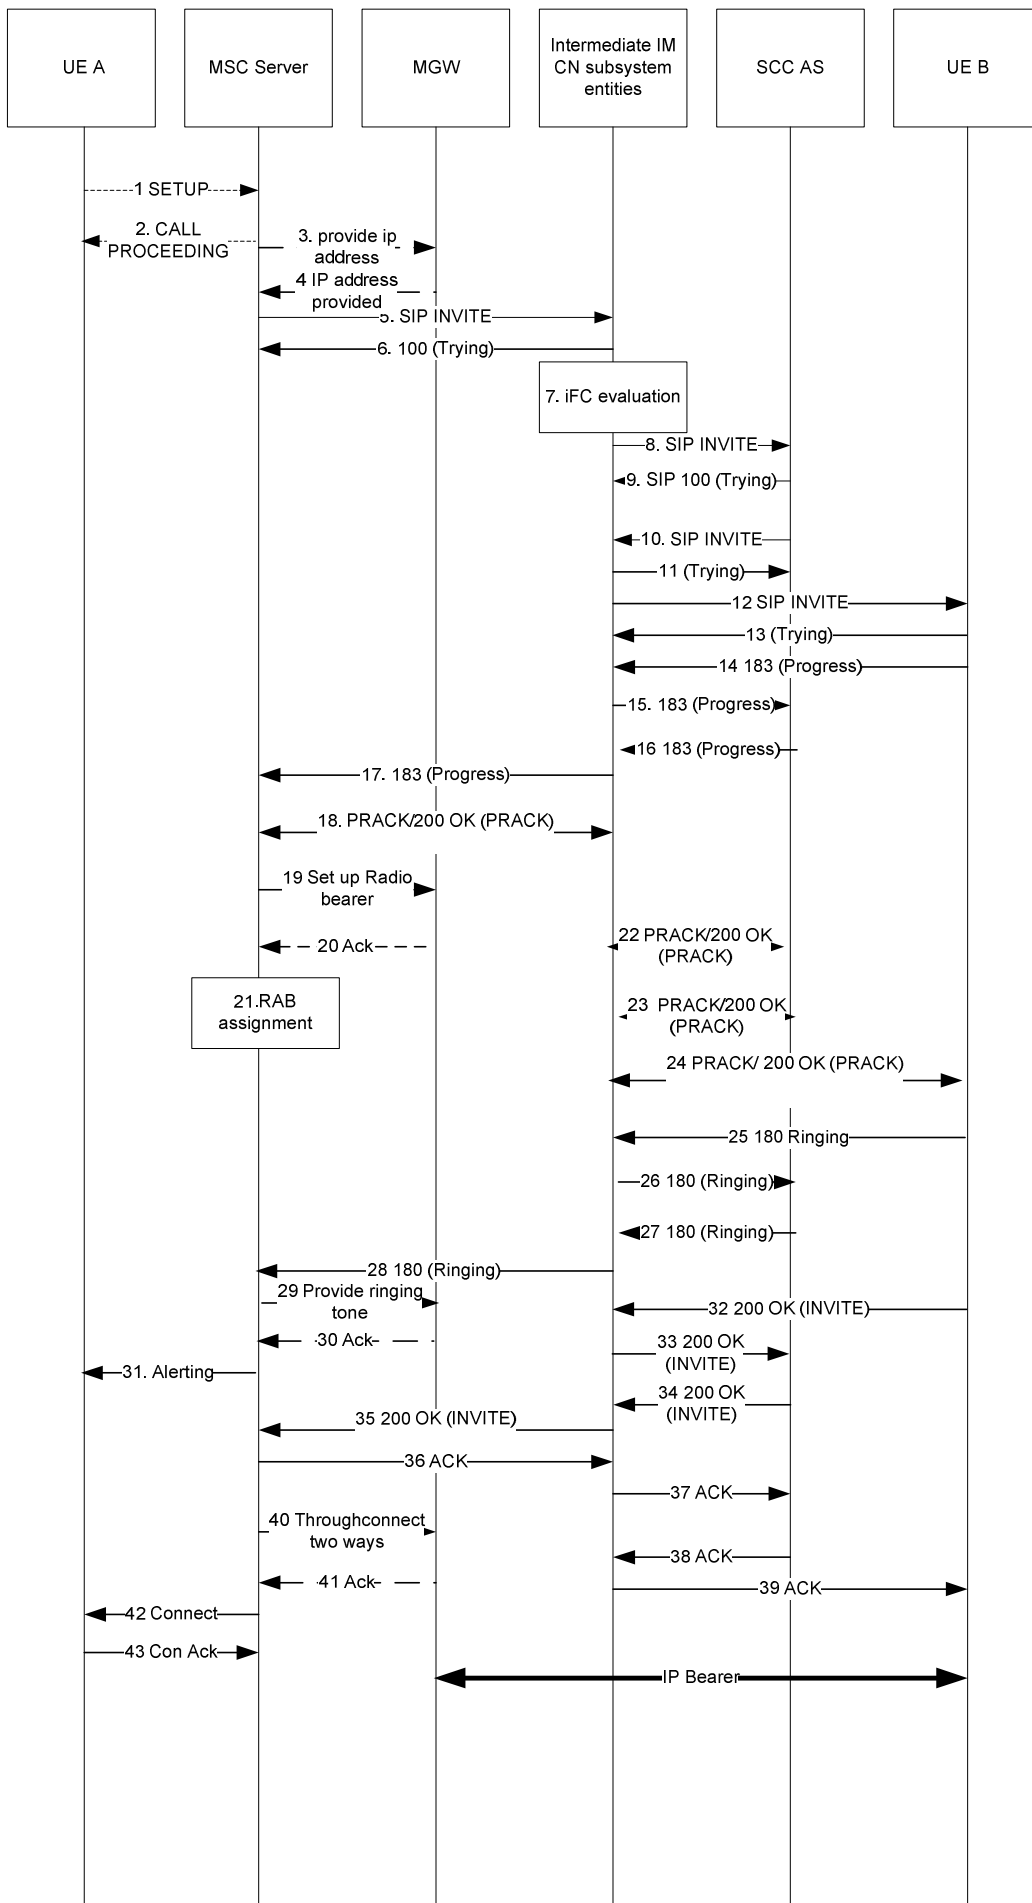 UE A
MSC Server
MGW
Intermediate IM
CN subsystem
entities
SCC AS
UE B
1 SETUP
2. CALL
PROCEEDING
3. provide ip
address
4 IP address
provided
5. SIP INVITE
6. 100 (Trying)
7. iFC evaluation
8. SIP INVITE
9. SIP 100 (Trying)
10. SIP INVITE
11 (Trying)
12 SIP INVITE
13 (Trying)
14 183 (Progress)
15. 183 (Progress)
16 183 (Progress)
17. 183 (Progress)
18. PRACK/200 OK (PRACK)
19 Set up Radio
bearer
20 Ack
22 PRACK/200 OK
(PRACK)
21.RAB
assignment
23 PRACK/200 OK
(PRACK)
24 PRACK/ 200 OK (PRACK)
25 180 Ringing
26 180 (Ringing)
27 180 (Ringing)
28 180 (Ringing)
29 Provide ringing
tone
32 200 OK (INVITE)
30 Ack
33 200 OK
(INVITE)
31. Alerting
34 200 OK
(INVITE)
35 200 OK (INVITE)
36 ACK
37 ACK
40 Throughconnect
two ways
38 ACK
41 Ack
39 ACK
42 Connect
43 Con Ack
IP Bearer